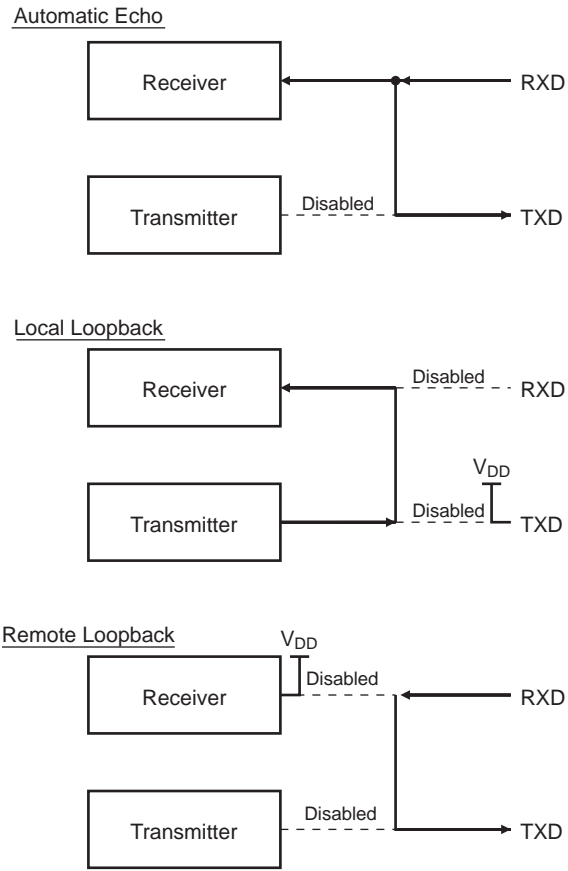 Automatic Echo
Receiver
RXD
Transmitter
Disabled
TXD
Local Loopback
Receiver
Disabled
RXD
VDD
Transmitter
Disabled
TXD
Remote Loopback
VDD
Receiver
Disabled
RXD
Transmitter
Disabled
TXD